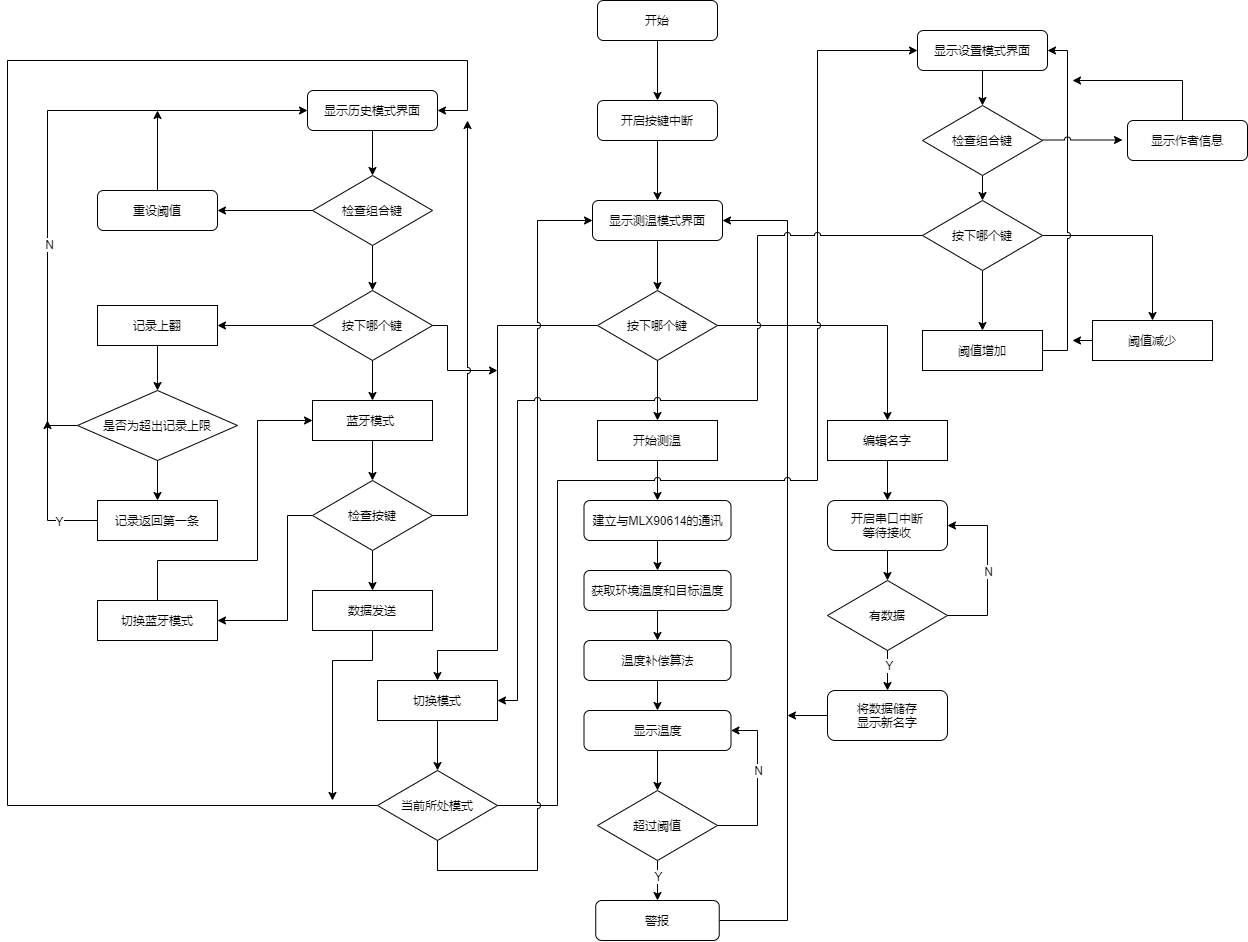 开始
显示设置模式界面
显示历史模式界面
开启按键中断
检查组合键
显示作者信息
重设阈值
检查组合键
显示测温模式界面
按下哪个键
N
记录上翻
按下哪个键
按下哪个键
阈值增加
阈值减少
是否为超出记录上限
蓝牙模式
开始测温
编辑名字
Y
记录返回第一条
检查按键
建立与MLX90614的通讯
开启串口中断
等待接收
N
切换蓝牙模式
数据发送
获取环境温度和目标温度
有数据
温度补偿算法
Y
切换模式
显示温度
将数据储存
显示新名字
N
当前所处模式
超过阈值
Y
警报